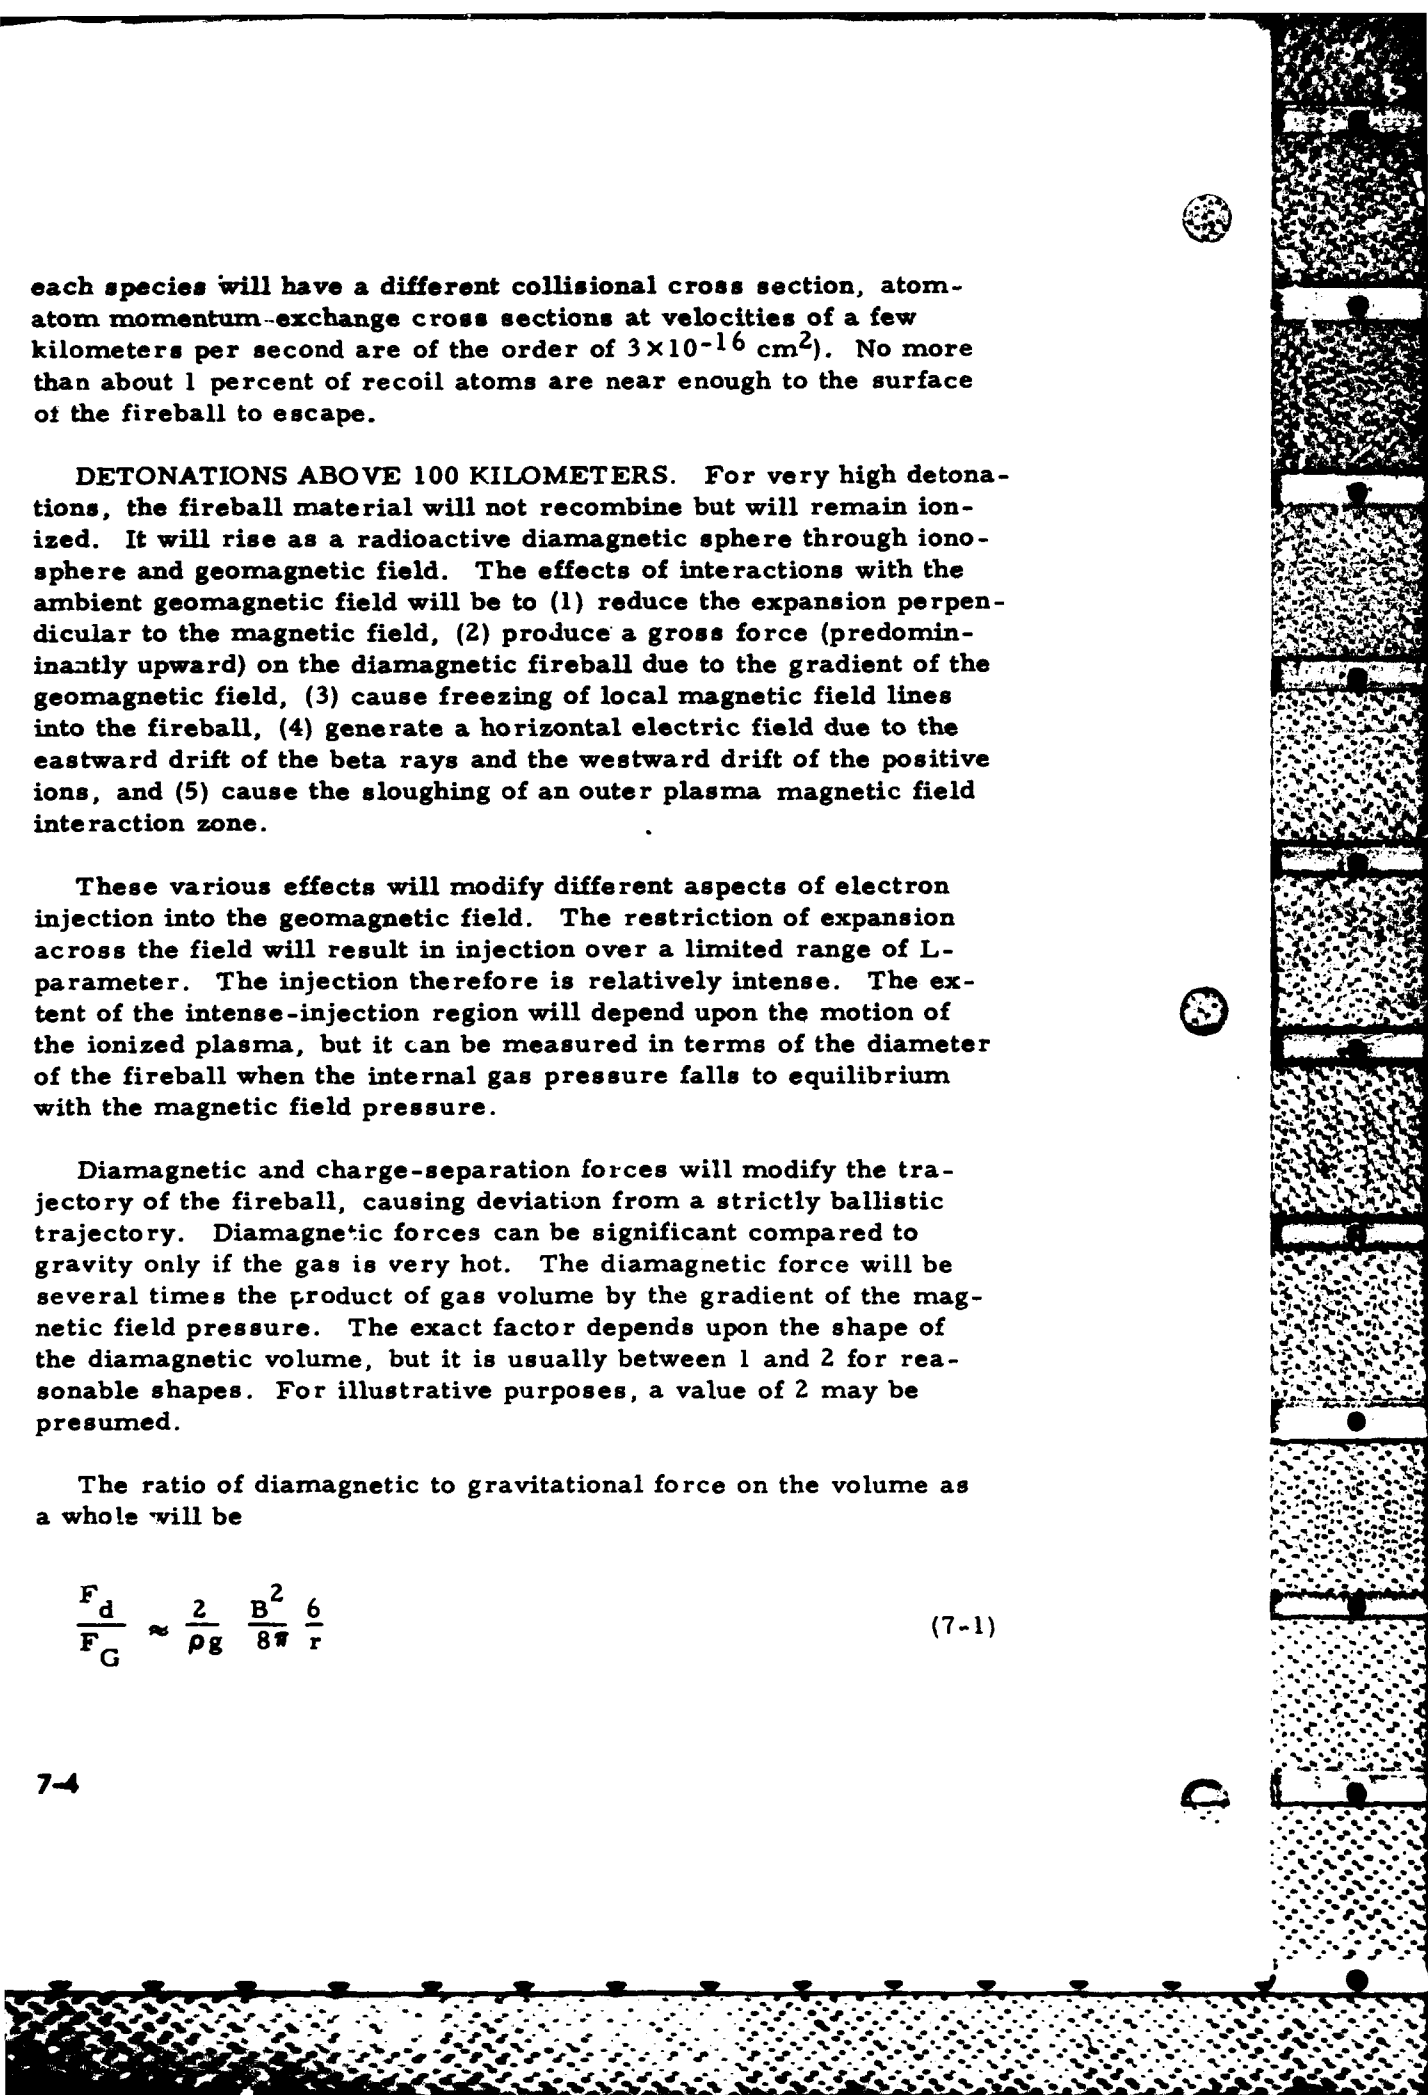 each species will have a different collisional cross section, atom-
atom momentum-exchange cross sections at velocities of a few
kilometers per second are of the order of 3×10⁻¹⁶ cm²). No more
than about 1 percent of recoil atoms are near enough to the surface
of the fireball to escape.
DETONATIONS ABOVE 100 KILOMETERS. For very high detona-
tions, the fireball material will not recombine but will remain ion-
ized. It will rise as a radioactive diamagnetic sphere through iono-
sphere and geomagnetic field. The effects of interactions with the
ambient geomagnetic field will be to (1) reduce the expansion perpen-
dicular to the magnetic field, (2) produce a gross force (predomin-
inantly upward) on the diamagnetic fireball due to the gradient of the
geomagnetic field, (3) cause freezing of local magnetic field lines
into the fireball, (4) generate a horizontal electric field due to the
eastward drift of the beta rays and the westward drift of the positive
ions, and (5) cause the sloughing of an outer plasma magnetic field
interaction zone.
These various effects will modify different aspects of electron
injection into the geomagnetic field. The restriction of expansion
across the field will result in injection over a limited range of L-
parameter. The injection therefore is relatively intense. The ex-
tent of the intense-injection region will depend upon the motion of
the ionized plasma, but it can be measured in terms of the diameter
of the fireball when the internal gas pressure falls to equilibrium
with the magnetic field pressure.
Diamagnetic and charge-separation forces will modify the tra-
jectory of the fireball, causing deviation from a strictly ballistic
trajectory. Diamagnetic forces can be significant compared to
gravity only if the gas is very hot. The diamagnetic force will be
several times the product of gas volume by the gradient of the mag-
netic field pressure. The exact factor depends upon the shape of
the diamagnetic volume, but it is usually between 1 and 2 for rea-
sonable shapes. For illustrative purposes, a value of 2 may be
presumed.
The ratio of diamagnetic to gravitational force on the volume as
a whole will be
F_d/F_G ≈ 2/ρg B²/8π 6/r (7-1)
7-4